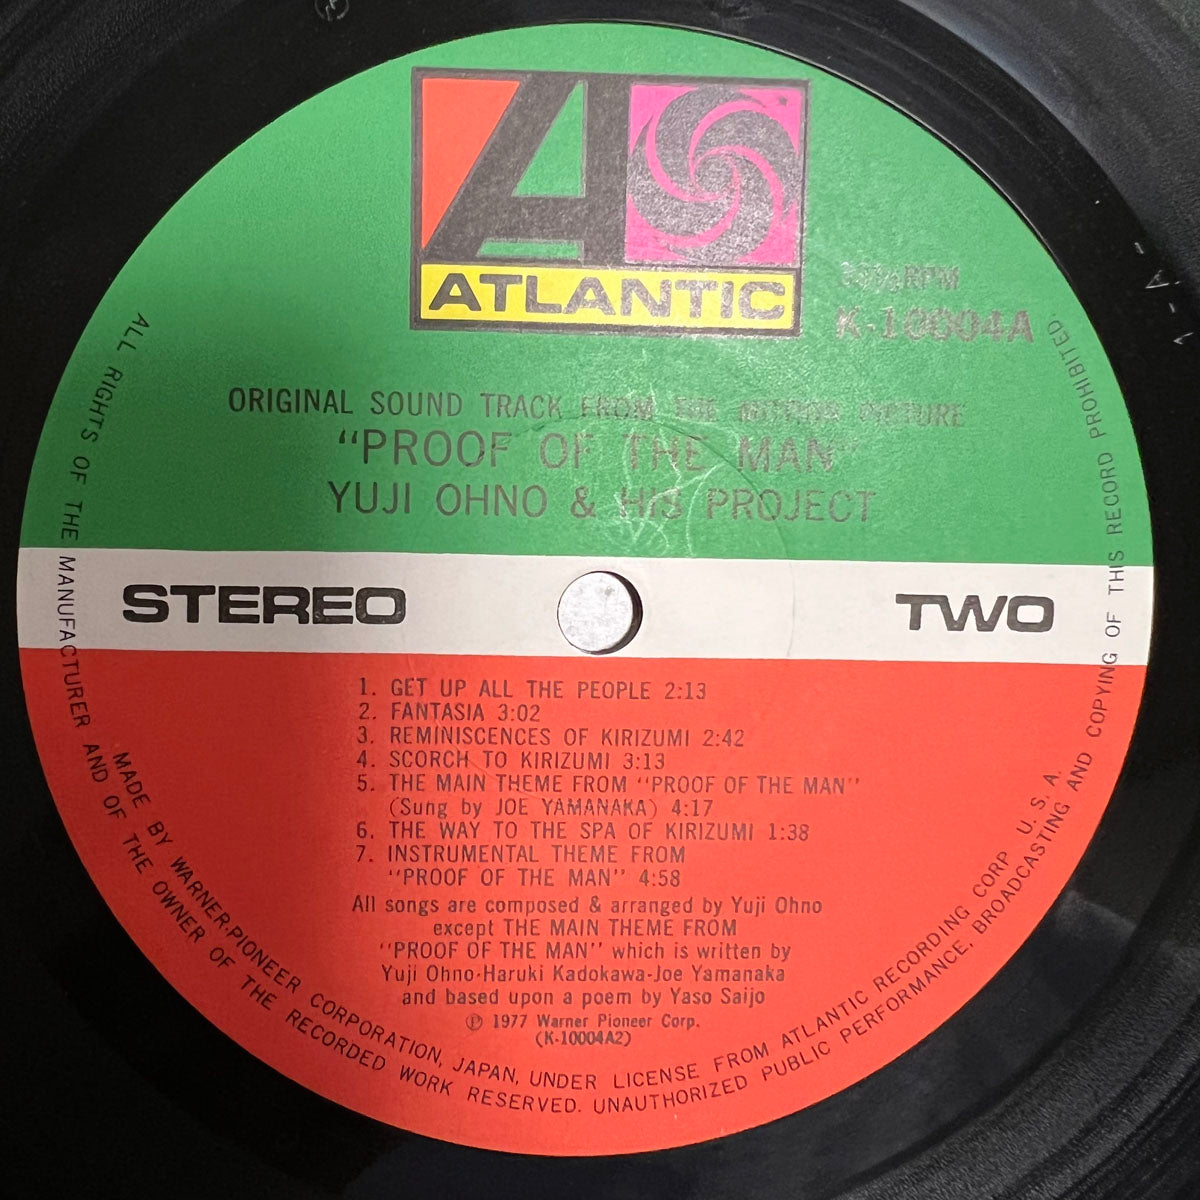 ATLANTIC
RPM
K-10004A
ORIGINAL SOUND TRACK FROM THE MOTION PICTURE
"PROOF OF THE MAN"
YUJI OHNO & HIS PROJECT
STEREO
TWO
1. GET UP ALL THE PEOPLE 2:13
2. FANTASIA 3:02
3. REMINISCENCES OF KIRIZUMI 2:42
4. SCORCH TO KIRIZUMI 3:13
5. THE MAIN THEME FROM "PROOF OF THE MAN"
(Sung by JOE YAMANAKA) 4:17
6. THE WAY TO THE SPA OF KIRIZUMI 1:38
7. INSTRUMENTAL THEME FROM
"PROOF OF THE MAN" 4:58
All songs are composed & arranged by Yuji Ohno
except THE MAIN THEME FROM
"PROOF OF THE MAN" which is written by
Yuji Ohno·Haruki Kadokawa·Joe Yamanaka
and based upon a poem by Yaso Saijo
Ⓟ 1977 Warner Pioneer Corp.
(K-10004A2)
MADE BY WARNER-PIONEER CORPORATION, JAPAN, UNDER LICENSE FROM ATLANTIC RECORDING CORP. U. S. A.
ALL RIGHTS OF THE MANUFACTURER AND OF THE OWNER OF THE RECORDED WORK RESERVED. UNAUTHORIZED PUBLIC PERFORMANCE, BROADCASTING AND COPYING OF THIS RECORD PROHIBITED.
1-A-